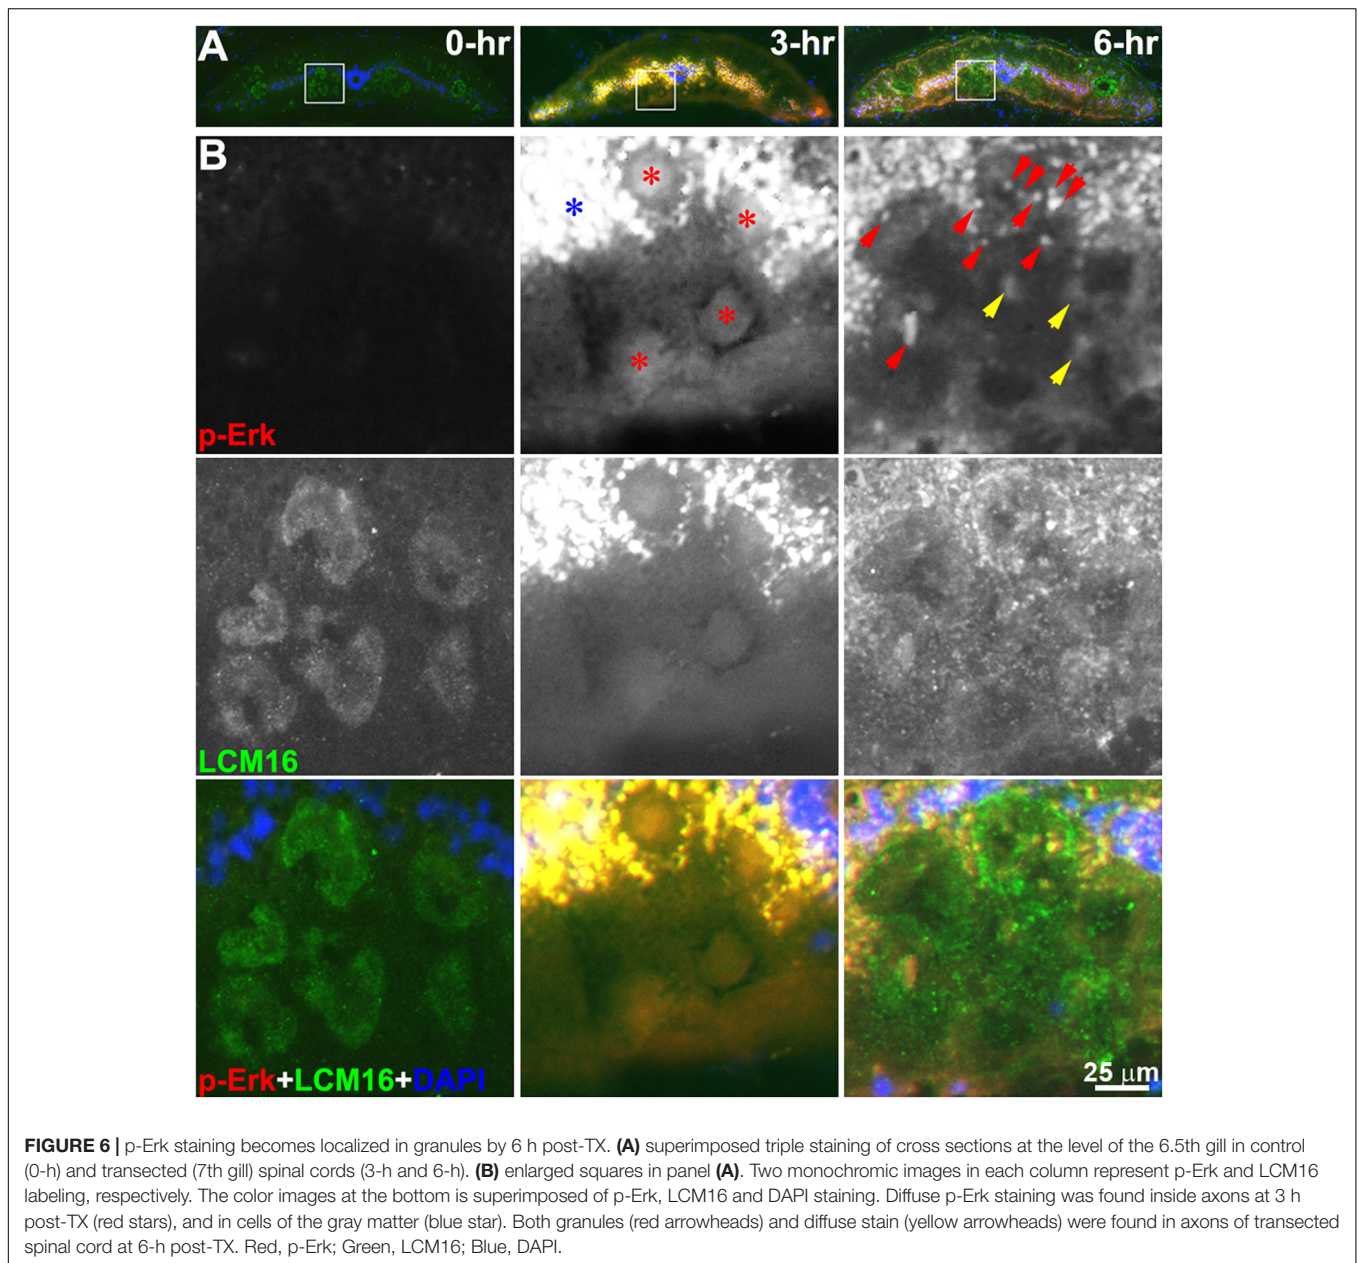 A
0-hr
3-hr
6-hr
B
*
*
*
*
*
p-Erk
LCM16
p-Erk+LCM16+DAPI
25 µm
FIGURE 6 | p-Erk staining becomes localized in granules by 6 h post-TX. (A) superimposed triple staining of cross sections at the level of the 6.5th gill in control
(0-h) and transected (7th gill) spinal cords (3-h and 6-h). (B) enlarged squares in panel (A). Two monochromic images in each column represent p-Erk and LCM16
labeling, respectively. The color images at the bottom is superimposed of p-Erk, LCM16 and DAPI staining. Diffuse p-Erk staining was found inside axons at 3 h
post-TX (red stars), and in cells of the gray matter (blue star). Both granules (red arrowheads) and diffuse stain (yellow arrowheads) were found in axons of transected
spinal cord at 6-h post-TX. Red, p-Erk; Green, LCM16; Blue, DAPI.